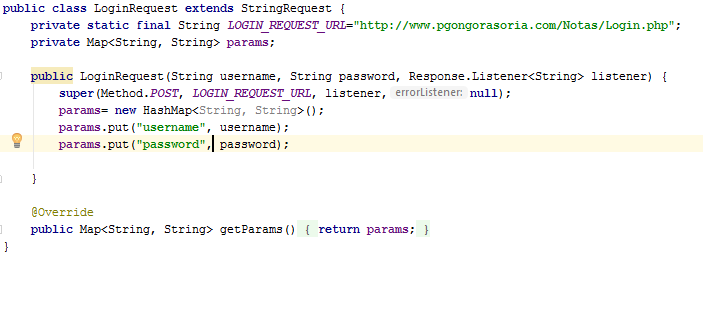 public class LoginRequest extends StringRequest {
    private static final String LOGIN_REQUEST_URL="http://www.pgongorasoria.com/Notas/Login.php";
    private Map<String, String> params;

    public LoginRequest(String username, String password, Response.Listener<String> listener) {
        super(Method.POST, LOGIN_REQUEST_URL, listener, errorListener: null);
        params= new HashMap<String, String>();
        params.put("username", username);
        params.put("password", password);

    }

    @Override
    public Map<String, String> getParams() { return params; }
}